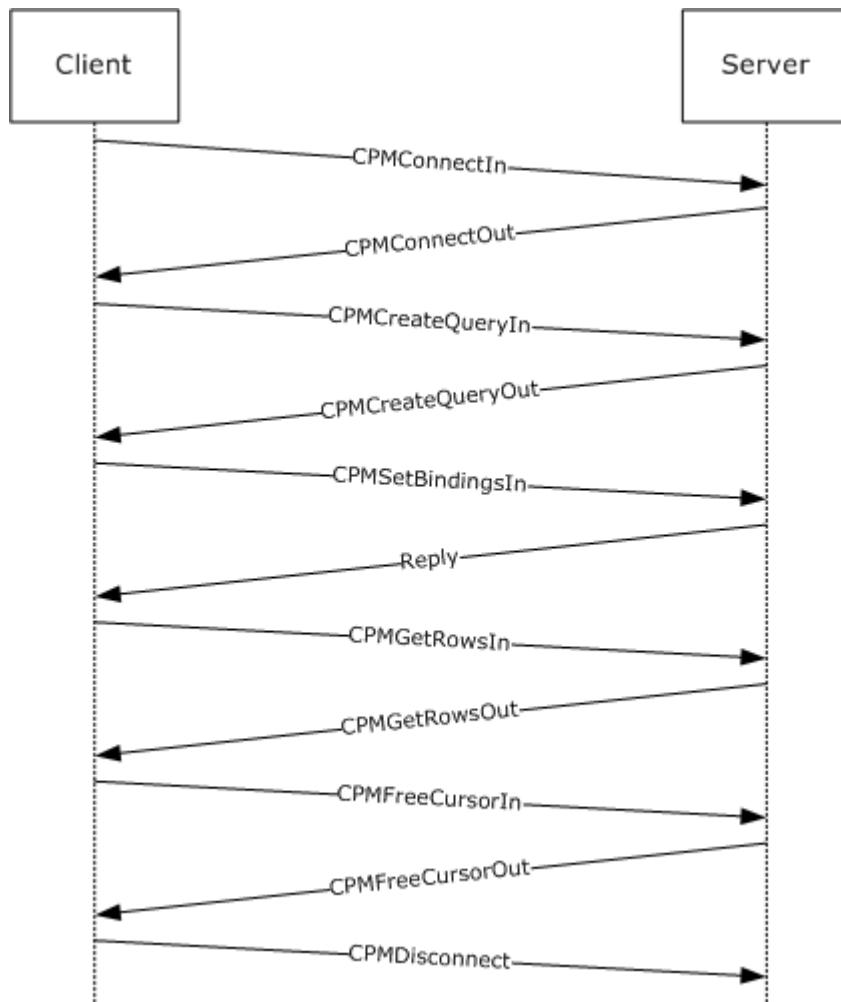 Client
Server
CPMConnectIn
CPMConnectOut
CPMCreateQueryIn
CPMCreateQueryOut
CPMSetBindingsIn
Reply
CPMGetRowsIn
CPMGetRowsOut
CPMFreeCursorIn
CPMFreeCursorOut
CPMDisconnect